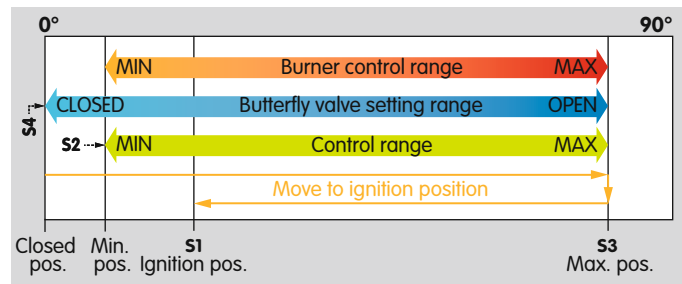 0° 90°
MIN Burner control range MAX
CLOSED Butterfly valve setting range OPEN
S4
S2 MIN Control range MAX
Move to ignition position
Closed Min. S1 S3
pos. pos. Ignition pos. Max. pos.